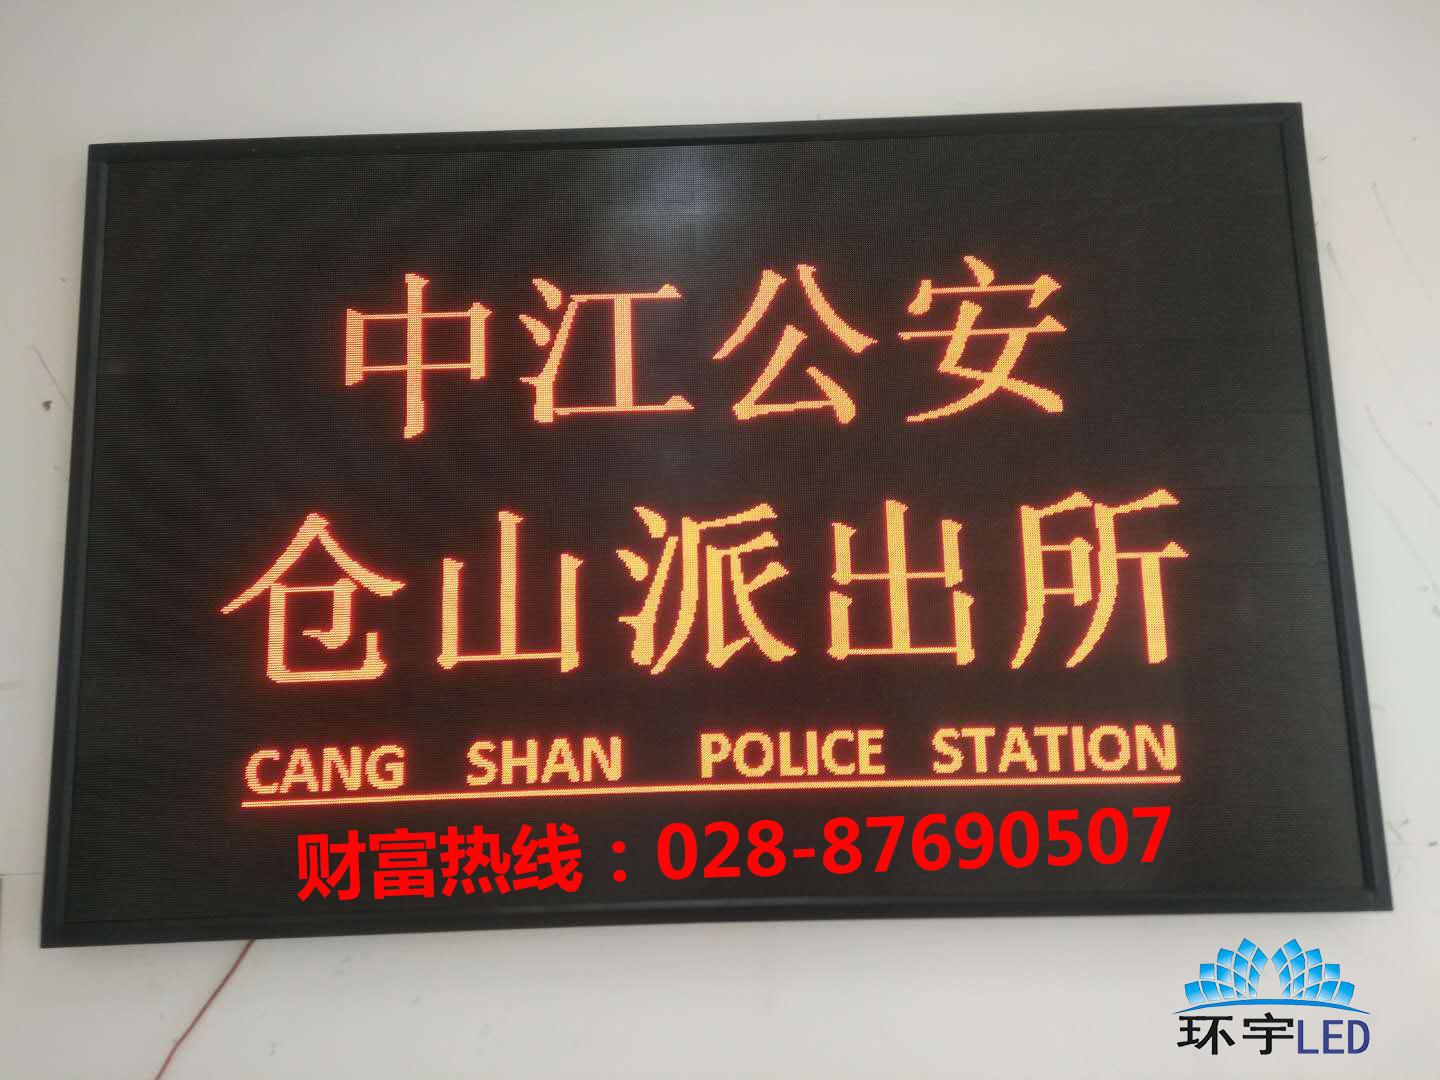 中江公安
仓山派出所
CANG SHAN POLICE STATION
财富热线：028-87690507
环宇LED